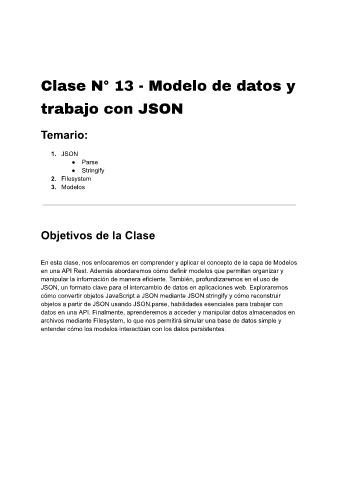 Clase N° 13 - Modelo de datos y
trabajo con JSON
Temario:
1. JSON
● Parse
● Stringify
2. Filesystem
3. Modelos
Objetivos de la Clase
En esta clase, nos enfocaremos en comprender y aplicar el concepto de la capa de Modelos
en una API Rest. Además abordaremos cómo definir modelos que permitan organizar y
manipular la información de manera eficiente. También, profundizaremos en el uso de
JSON, un formato clave para el intercambio de datos en aplicaciones web. Exploraremos
cómo convertir objetos JavaScript a JSON mediante JSON.stringify y cómo reconstruir
objetos a partir de JSON usando JSON.parse, habilidades esenciales para trabajar con
datos en una API. Finalmente, aprenderemos a acceder y manipular datos almacenados en
archivos mediante Filesystem, lo que nos permitirá simular una base de datos simple y
entender cómo los modelos interactúan con los datos persistentes.